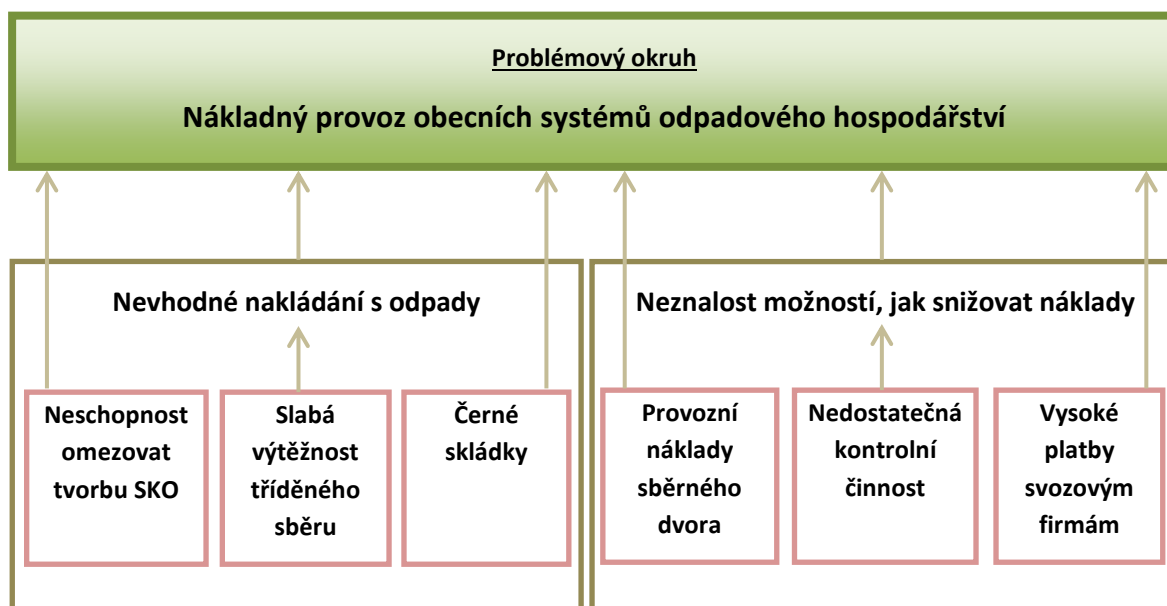 Problémový okruh
Nákladný provoz obecních systémů odpadového hospodářství
Nevhodné nakládání s odpady
Neschopnost
omezovat
tvorbu SKO
Slabá
výtěžnost
tříděného
sběru
Černé
skládky
Neznalost možností, jak snižovat náklady
Provozní
náklady
sběrného
dvora
Nedostatečná
kontrolní
činnost
Vysoké
platby
svozovým
firmám